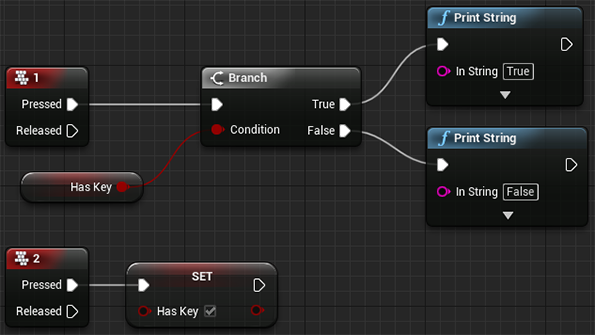 1
Pressed
Released
Has Key
Branch
True
Condition
False
f Print String
In String True
f Print String
In String False
2
Pressed
Released
SET
Has Key